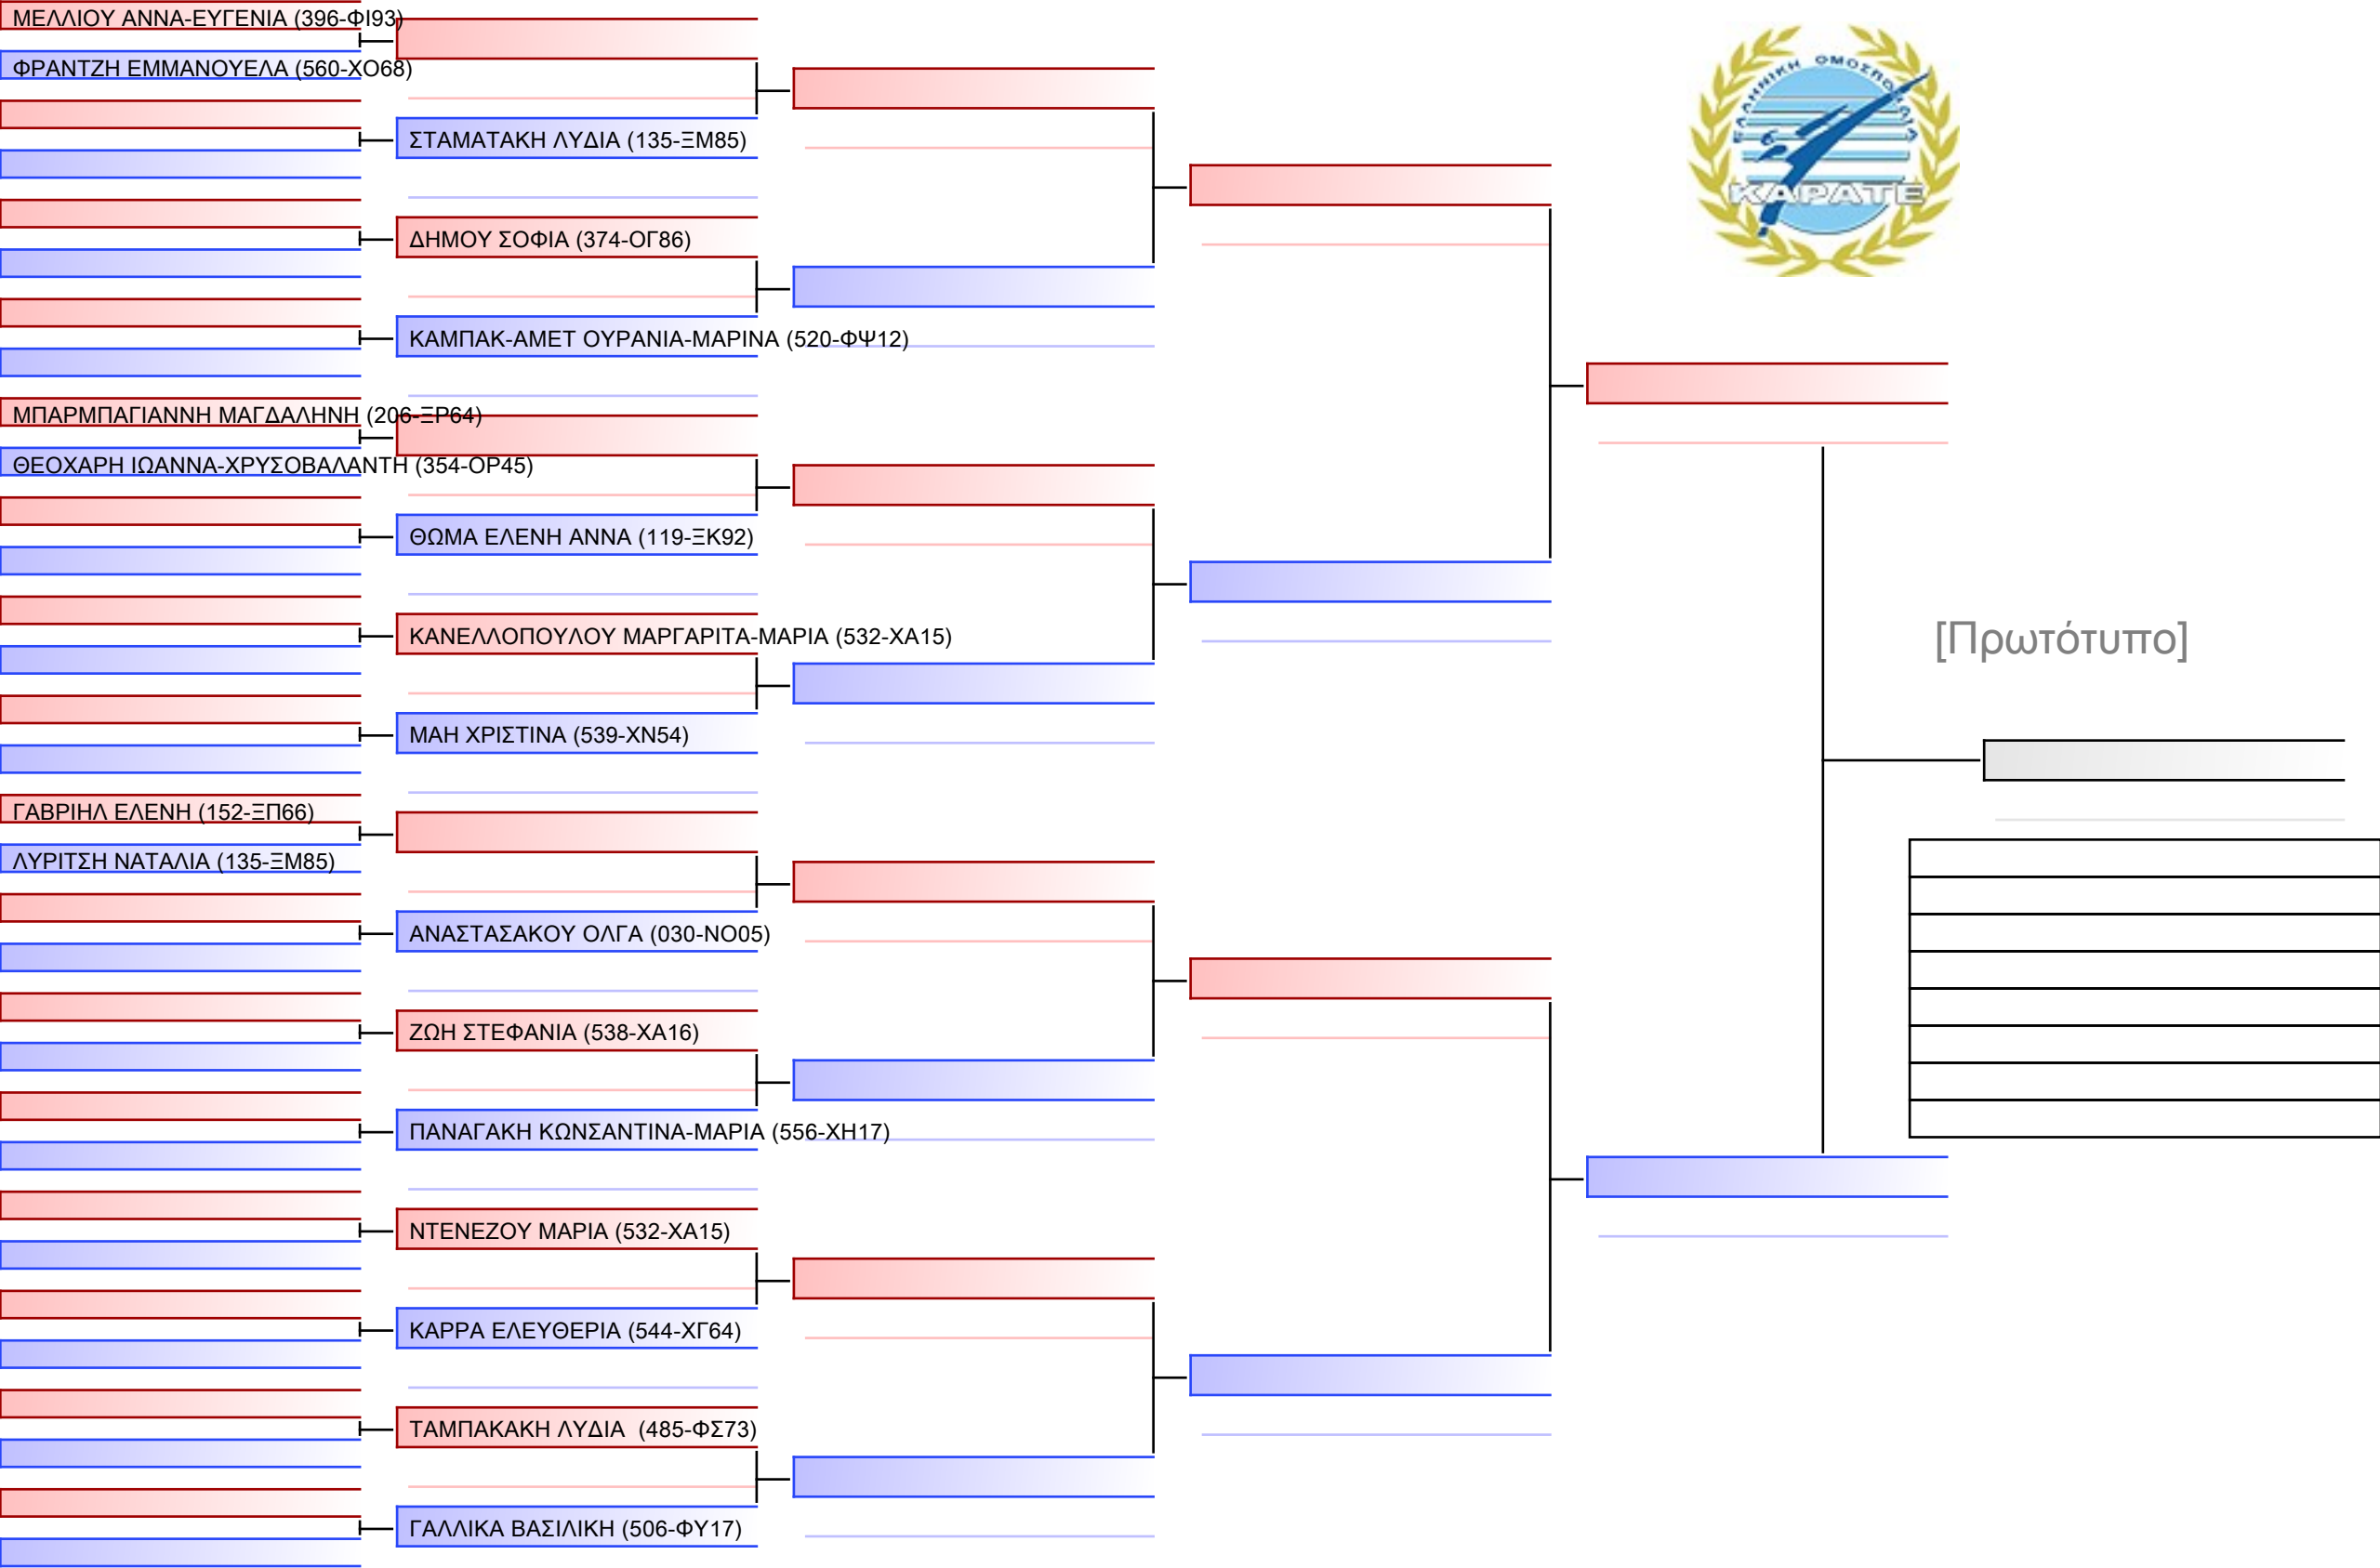 ΜΕΛΛΙΟΥ ΑΝΝΑ-ΕΥΓΕΝΙΑ (396-ΦΙ93)
ΦΡΑΝΤΖΗ ΕΜΜΑΝΟΥΕΛΑ (560-ΧΟ68)
ΣΤΑΜΑΤΑΚΗ ΛΥΔΙΑ (135-ΞΜ85)
ΔΗΜΟΥ ΣΟΦΙΑ (374-ΟΓ86)
ΚΑΜΠΑΚ-ΑΜΕΤ ΟΥΡΑΝΙΑ-ΜΑΡΙΝΑ (520-ΦΨ12)
ΜΠΑΡΜΠΑΓΙΑΝΝΗ ΜΑΓΔΑΛΗΝΗ (206-ΞΡ64)
ΘΕΟΧΑΡΗ ΙΩΑΝΝΑ-ΧΡΥΣΟΒΑΛΑΝΤΗ (354-ΟΡ45)
ΘΩΜΑ ΕΛΕΝΗ ΑΝΝΑ (119-ΞΚ92)
ΚΑΝΕΛΛΟΠΟΥΛΟΥ ΜΑΡΓΑΡΙΤΑ-ΜΑΡΙΑ (532-ΧΑ15)
ΜΑΗ ΧΡΙΣΤΙΝΑ (539-ΧΝ54)
ΓΑΒΡΙΗΛ ΕΛΕΝΗ (152-ΞΠ66)
ΛΥΡΙΤΣΗ ΝΑΤΑΛΙΑ (135-ΞΜ85)
ΑΝΑΣΤΑΣΑΚΟΥ ΟΛΓΑ (030-ΝΟ05)
ΖΩΗ ΣΤΕΦΑΝΙΑ (538-ΧΑ16)
ΠΑΝΑΓΑΚΗ ΚΩΝΣΑΝΤΙΝΑ-ΜΑΡΙΑ (556-ΧΗ17)
ΝΤΕΝΕΖΟΥ ΜΑΡΙΑ (532-ΧΑ15)
ΚΑΡΡΑ ΕΛΕΥΘΕΡΙΑ (544-ΧΓ64)
ΤΑΜΠΑΚΑΚΗ ΛΥΔΙΑ  (485-ΦΣ73)
ΓΑΛΛΙΚΑ ΒΑΣΙΛΙΚΗ (506-ΦΥ17)
ΕΛΛΗΝΙΚΗ ΟΜΟΣΠΟΝΔΙΑ
ΚΑΡΑΤΕ
[Πρωτότυπο]